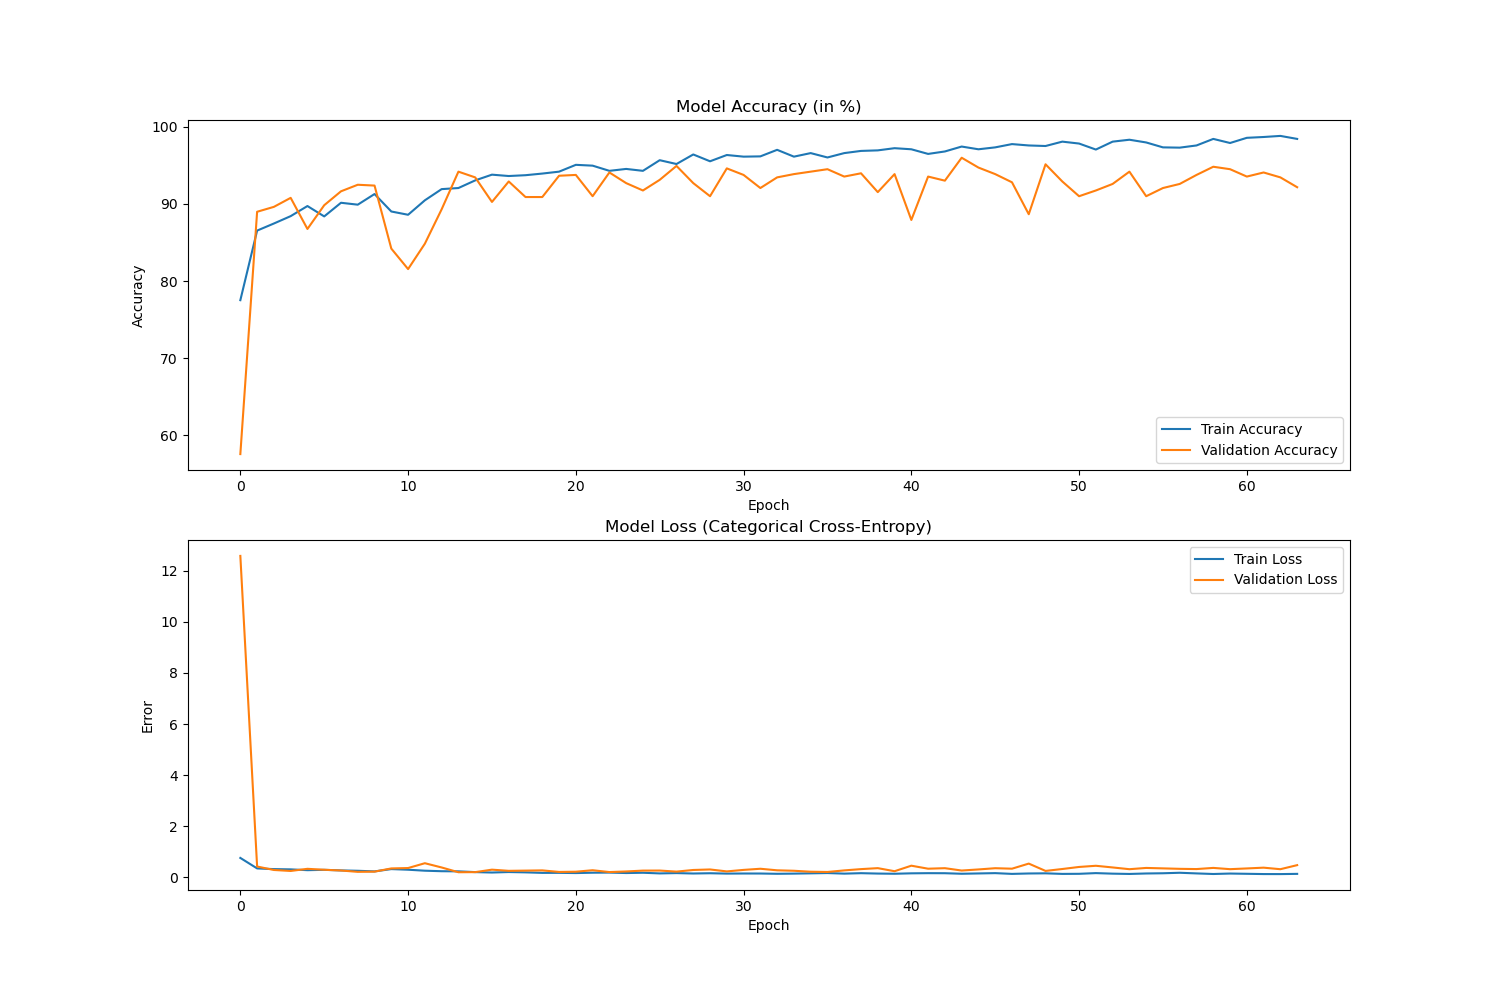 Model Accuracy (in %)
100
90
80
70
60
Accuracy
Train Accuracy
Validation Accuracy
0 10 20 30 40 50 60
Epoch
Model Loss (Categorical Cross-Entropy)
Train Loss
Validation Loss
12
10
8
6
4
2
0
Error
0 10 20 30 40 50 60
Epoch